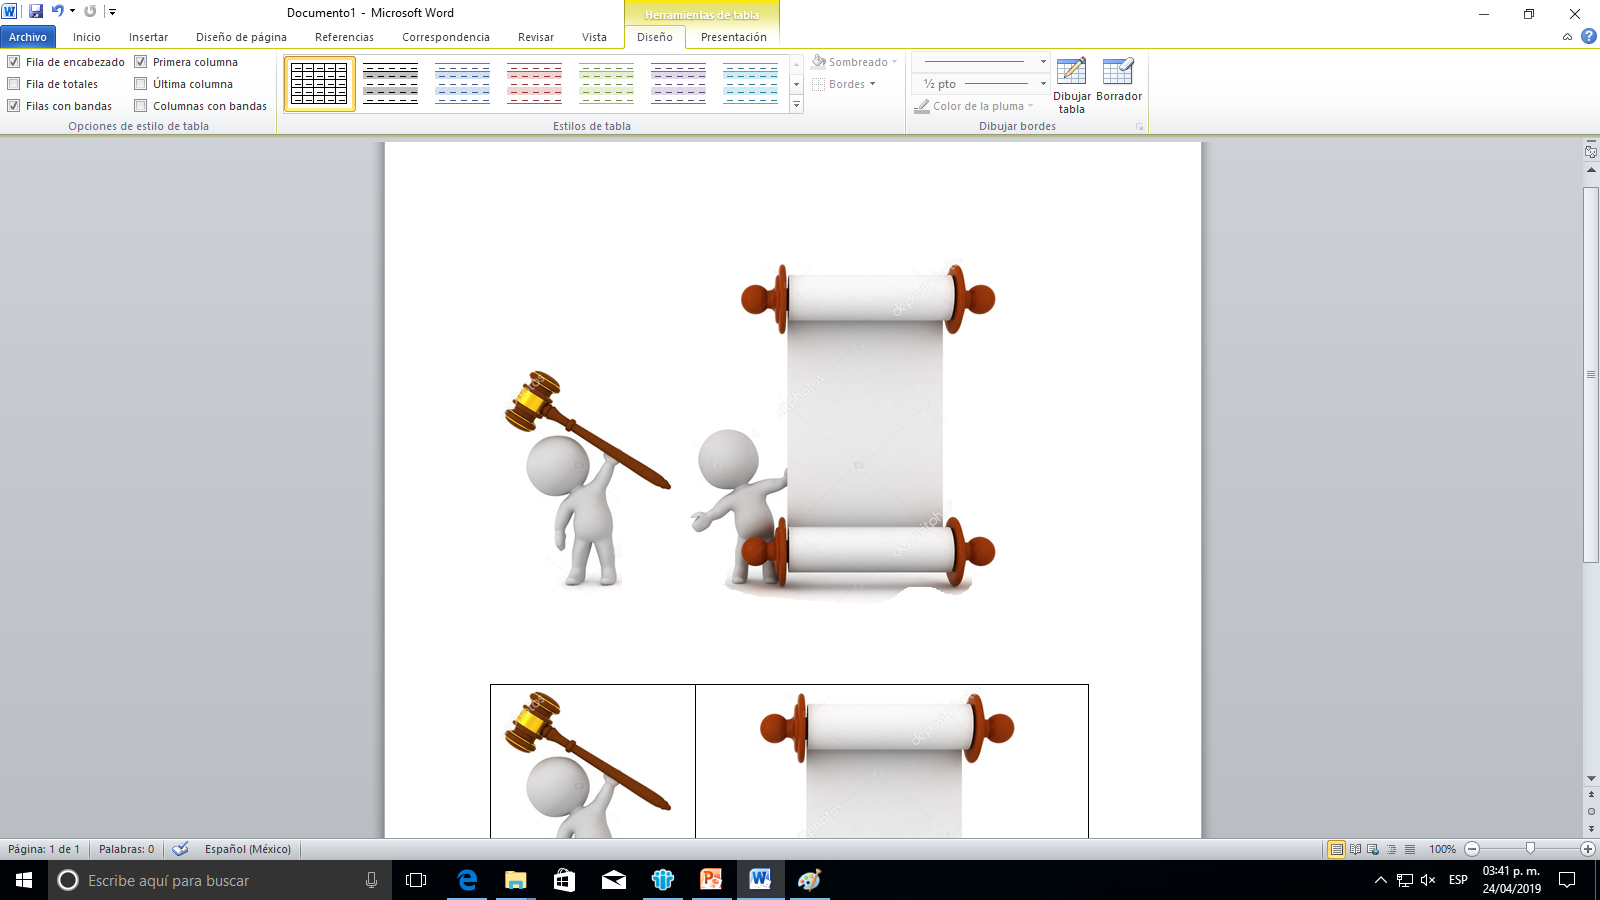 Documento1 - Microsoft Word
Herramientas de tabla
Archivo Inicio Insertar Diseño de página Referencias Correspondencia Revisar Vista Diseño Presentación
Fila de encabezado Primera columna
Fila de totales Última columna
Filas con bandas Columnas con bandas
Opciones de estilo de tabla
Estilos de tabla
Sombreado
Bordes
½ pto
Color de la pluma
Dibujar tabla
Borrador
Dibujar bordes
depositphotos
depositphotos
Página: 1 de 1 Palabras: 0 Español (México) 100%
Escribe aquí para buscar
ESP
03:41 p. m.
24/04/2019